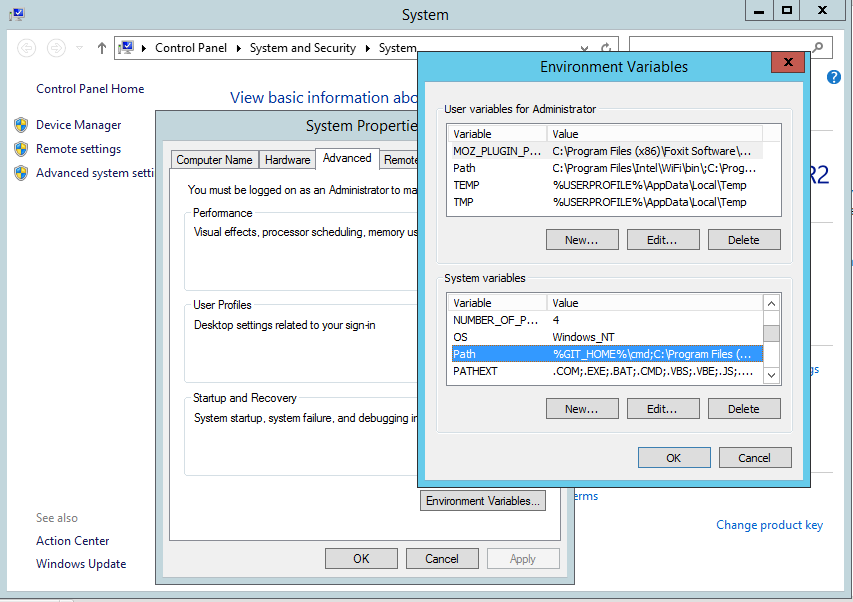 System
Control Panel
System and Security
System
Control Panel Home
Device Manager
Remote settings
Advanced system setti
View basic information abo
R2
System Propertie
Computer Name
Hardware
Advanced
Remote
You must be logged on as an Administrator to ma
Performance
Visual effects, processor scheduling, memory us
User Profiles
Desktop settings related to your sign-in
Startup and Recovery
System startup, system failure, and debugging in
Environment Variables...
OK
Cancel
Apply
Environment Variables
User variables for Administrator
Variable Value
MOZ_PLUGIN_P... C:\Program Files (x86)\Foxit Software\...
Path C:\Program Files\Intel\WiFi\bin\;C:\Prog...
TEMP %USERPROFILE%\AppData\Local\Temp
TMP %USERPROFILE%\AppData\Local\Temp
New...
Edit...
Delete
System variables
Variable Value
NUMBER_OF_P... 4
OS Windows_NT
Path %GIT_HOME%\cmd;C:\Program Files (...
PATHEXT .COM;.EXE;.BAT;.CMD;.VBS;.VBE;.JS;....
New...
Edit...
Delete
OK
Cancel
gs
erms
Change product key
See also
Action Center
Windows Update